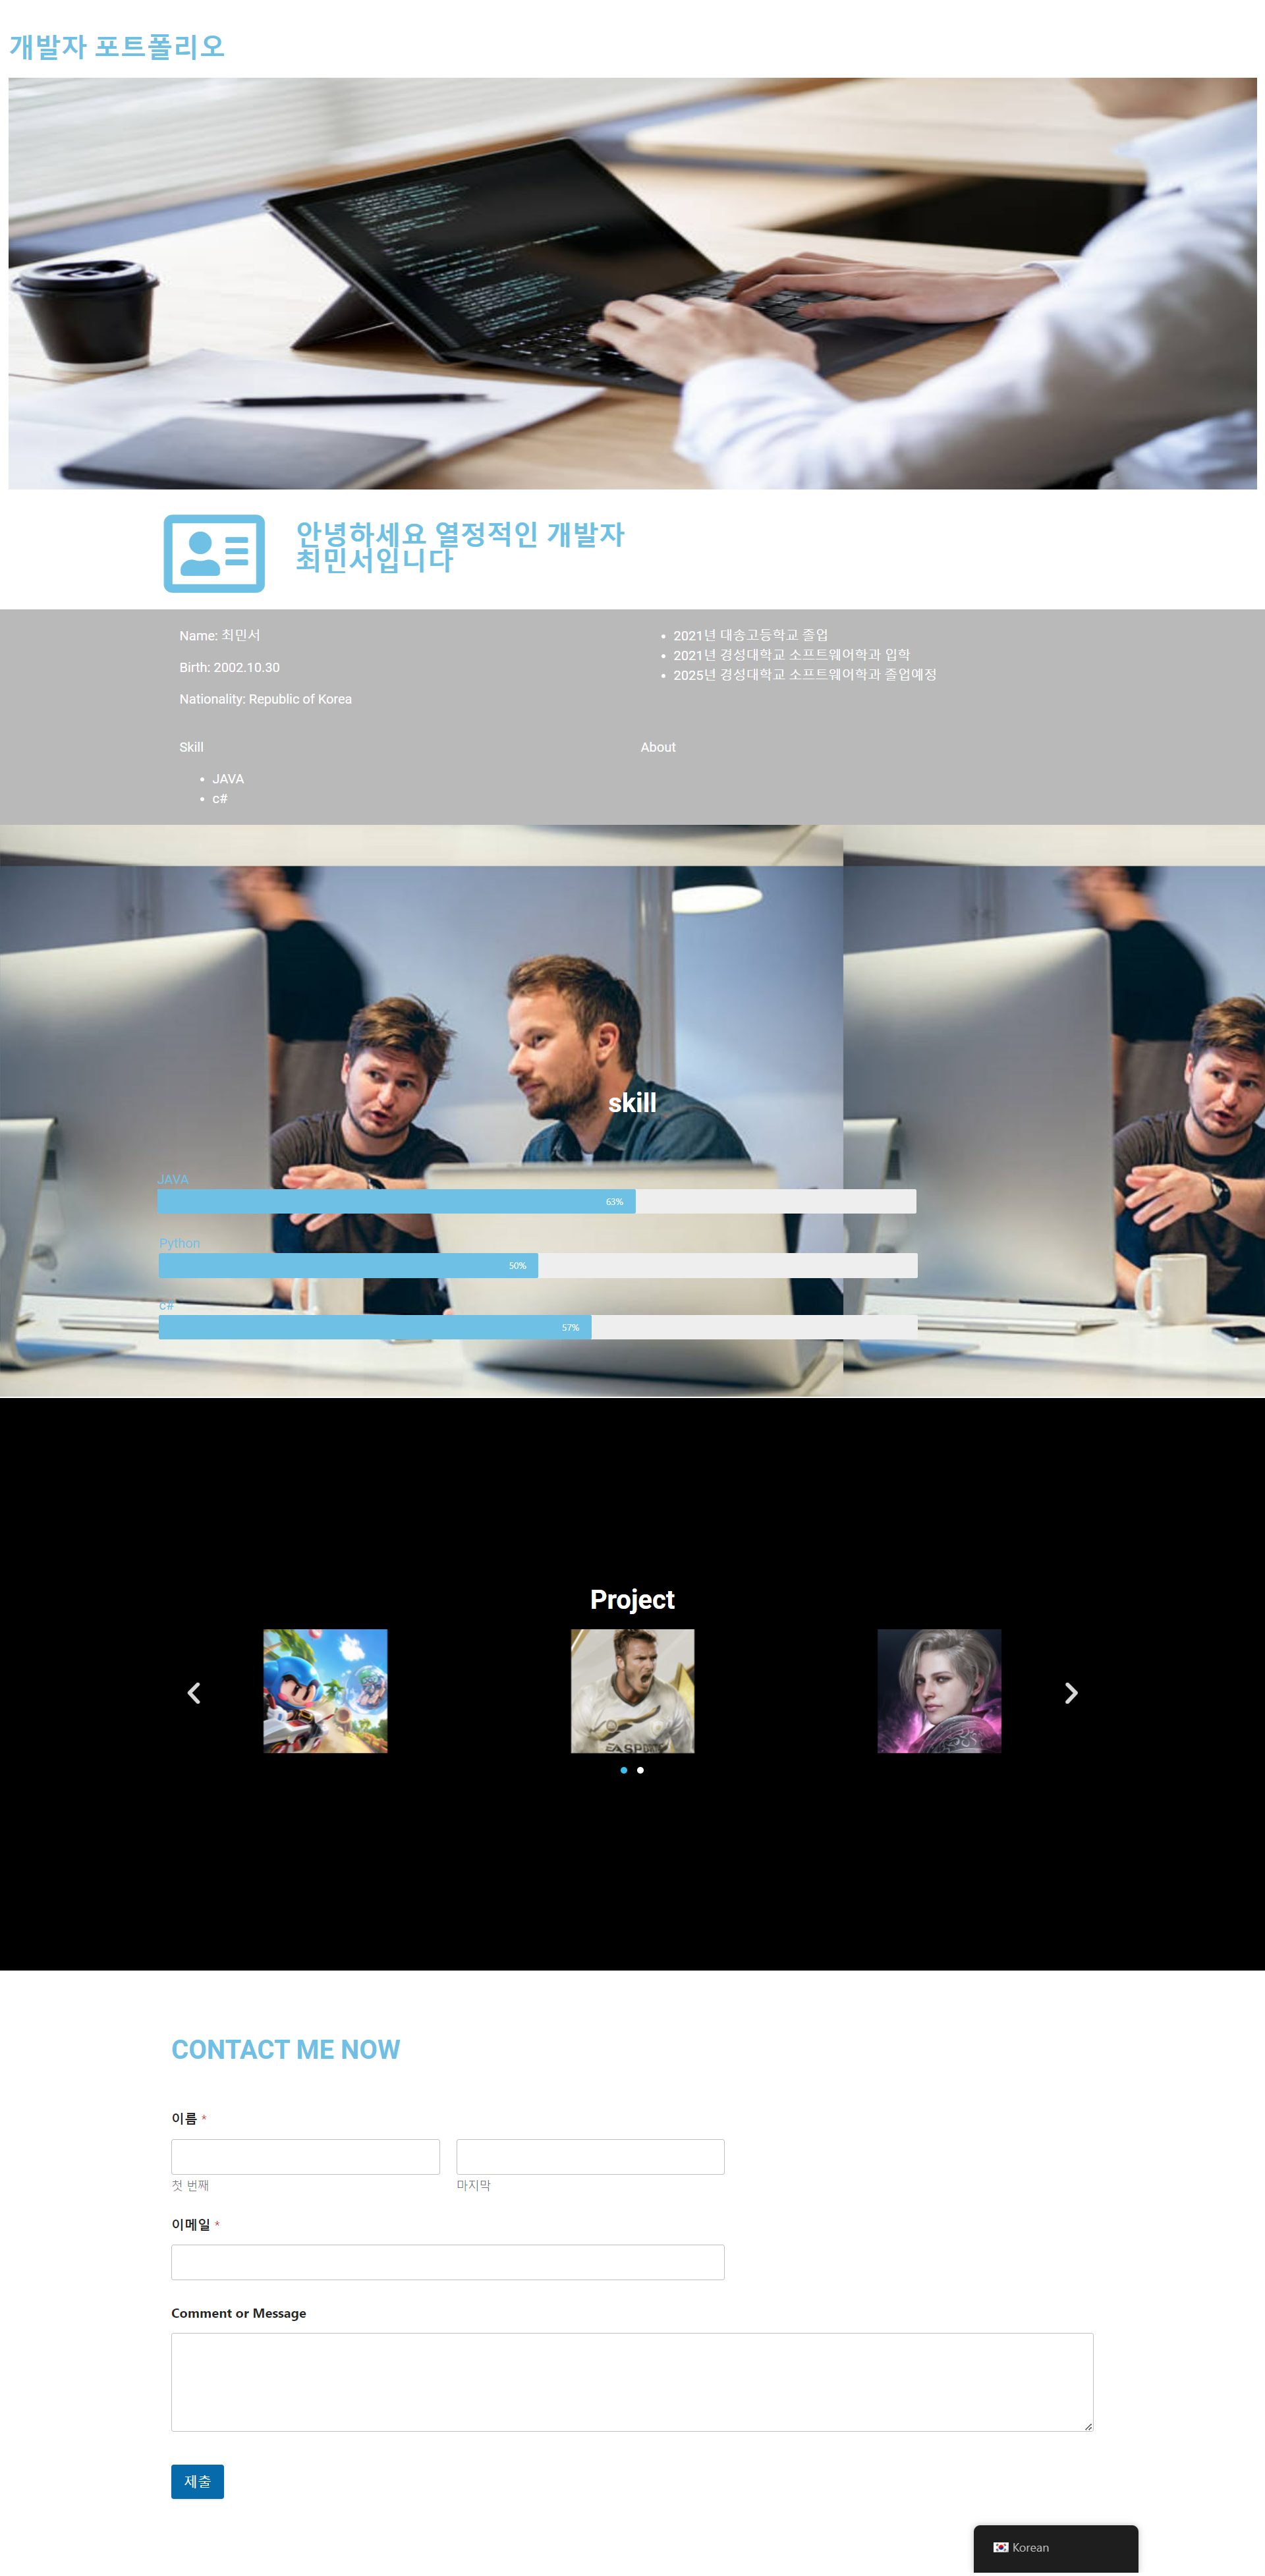 개발자 포트폴리오
안녕하세요 열정적인 개발자
최민서입니다
Name: 최민서
Birth: 2002.10.30
Nationality: Republic of Korea
• 2021년 대송고등학교 졸업
• 2021년 경성대학교 소프트웨어학과 입학
• 2025년 경성대학교 소프트웨어학과 졸업예정
Skill
• JAVA
• c#
About
skill
JAVA
63%
Python
50%
c#
57%
Project
CONTACT ME NOW
이름 *
첫 번째
마지막
이메일 *
Comment or Message
제출
Korean